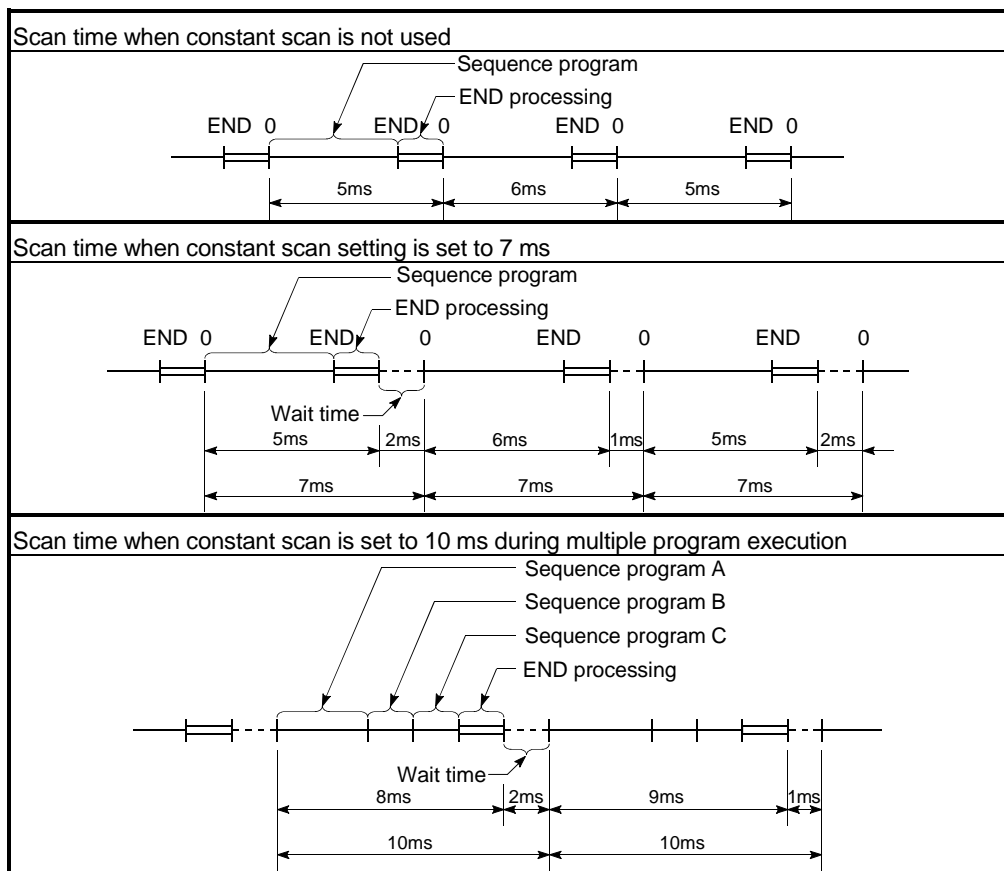 Scan time when constant scan is not used
Sequence program
END processing
END 0 END 0 END 0 END 0
5ms 6ms 5ms
Scan time when constant scan setting is set to 7 ms
Sequence program
END processing
END 0 END 0 END 0 END 0
Wait time
5ms 2ms 6ms 1ms 5ms 2ms
7ms 7ms 7ms
Scan time when constant scan is set to 10 ms during multiple program execution
Sequence program A
Sequence program B
Sequence program C
END processing
Wait time
8ms 2ms 9ms 1ms
10ms 10ms